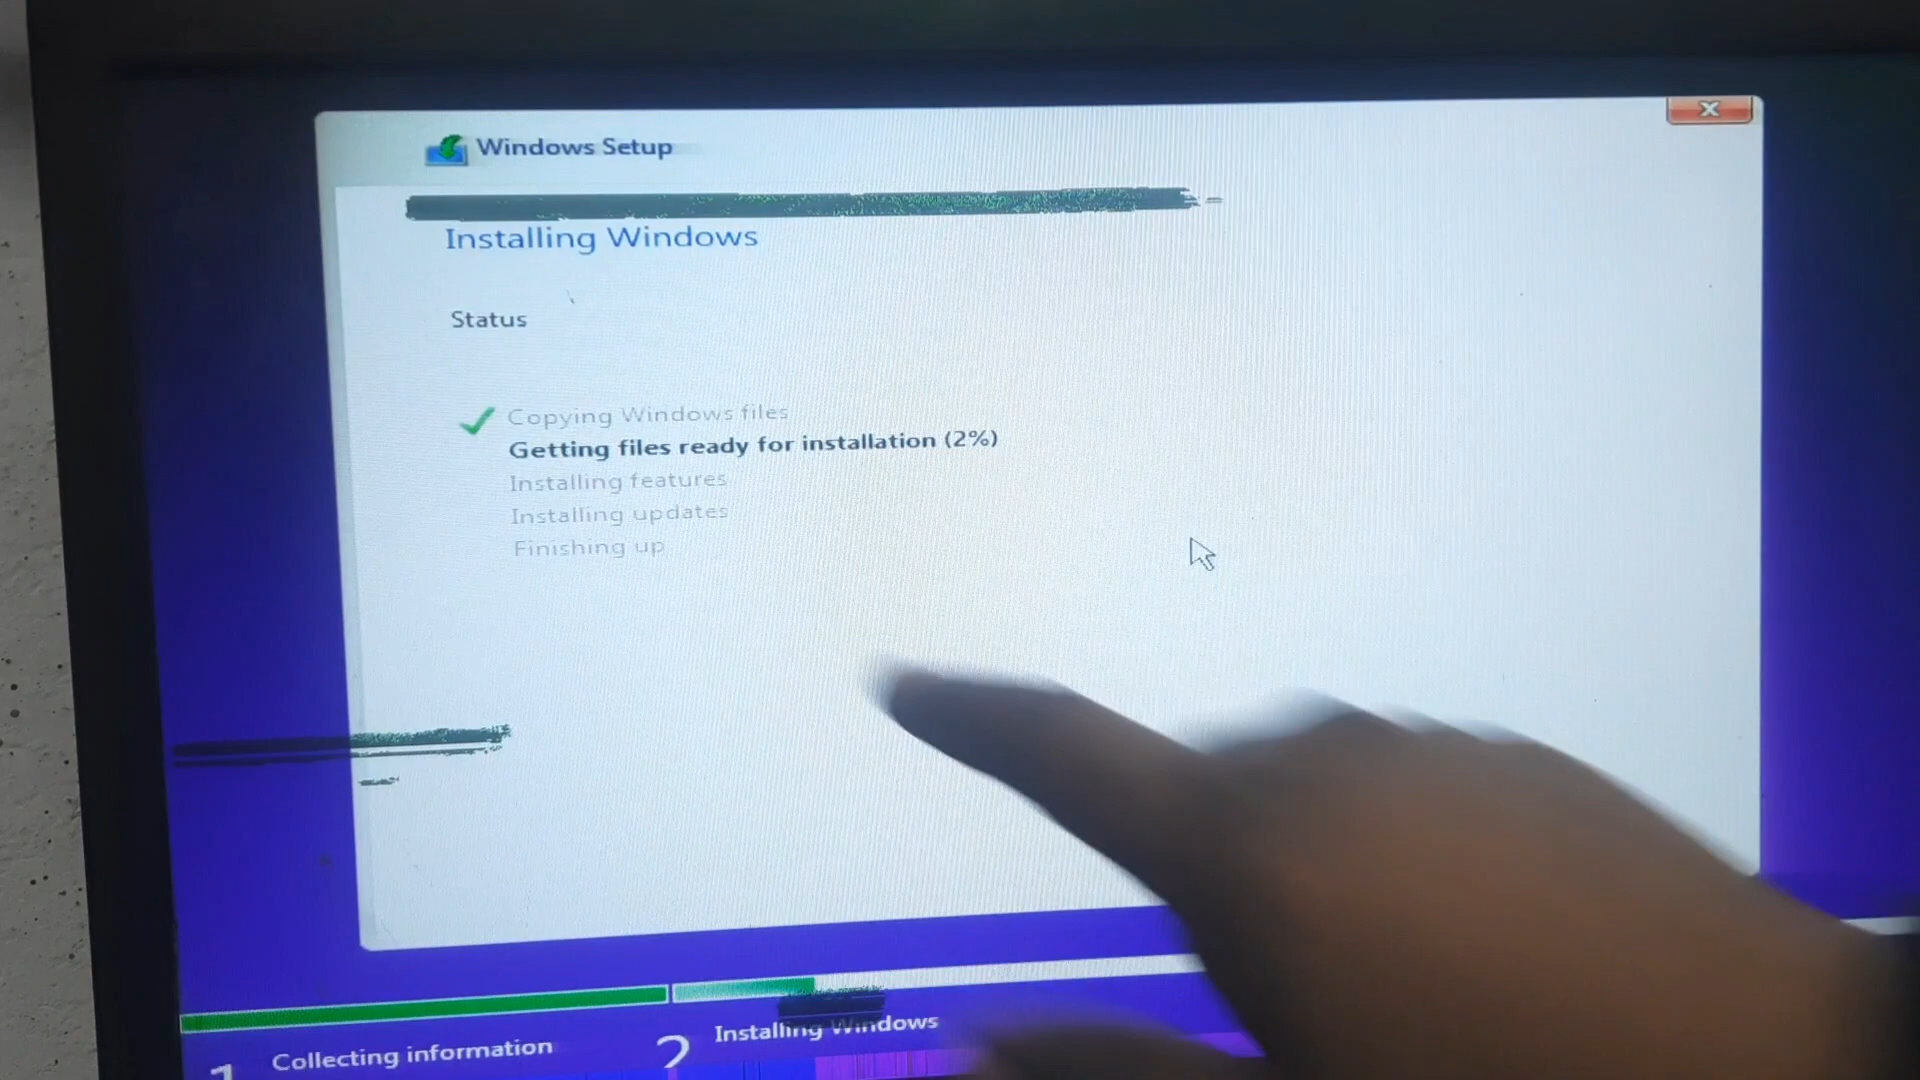 Windows Setup
Installing Windows
Status
Copying Windows files
Getting files ready for installation (2%)
Installing features
Installing updates
Finishing up
1 Collecting information
2 Installing Windows